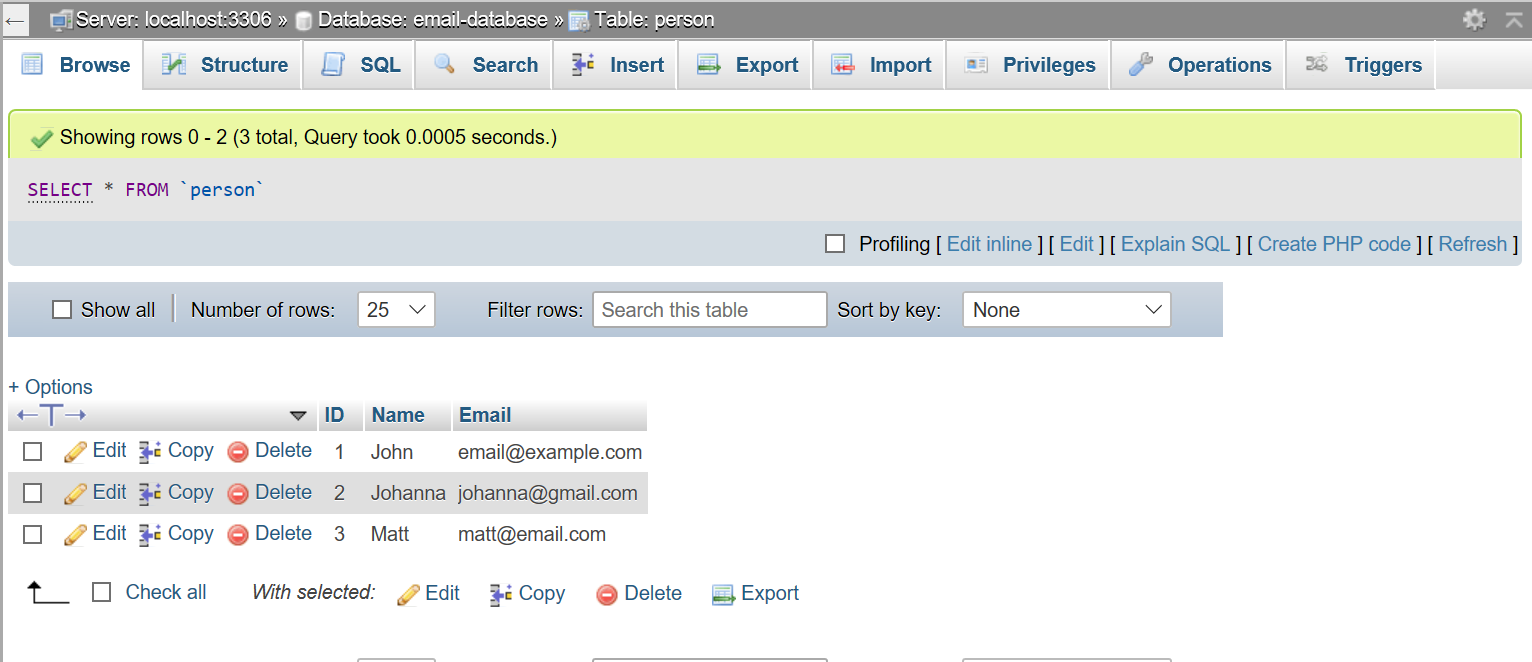 ← Server: localhost:3306 » Database: email-database » Table: person
Browse Structure SQL Search Insert Export Import Privileges Operations Triggers
Showing rows 0 - 2 (3 total, Query took 0.0005 seconds.)
SELECT * FROM `person`
Profiling [ Edit inline ] [ Edit ] [ Explain SQL ] [ Create PHP code ] [ Refresh ]
Show all Number of rows: 25 Filter rows: Search this table Sort by key: None
+ Options
←T→ ID Name Email
Edit Copy Delete 1 John email@example.com
Edit Copy Delete 2 Johanna johanna@gmail.com
Edit Copy Delete 3 Matt matt@email.com
Check all With selected: Edit Copy Delete Export